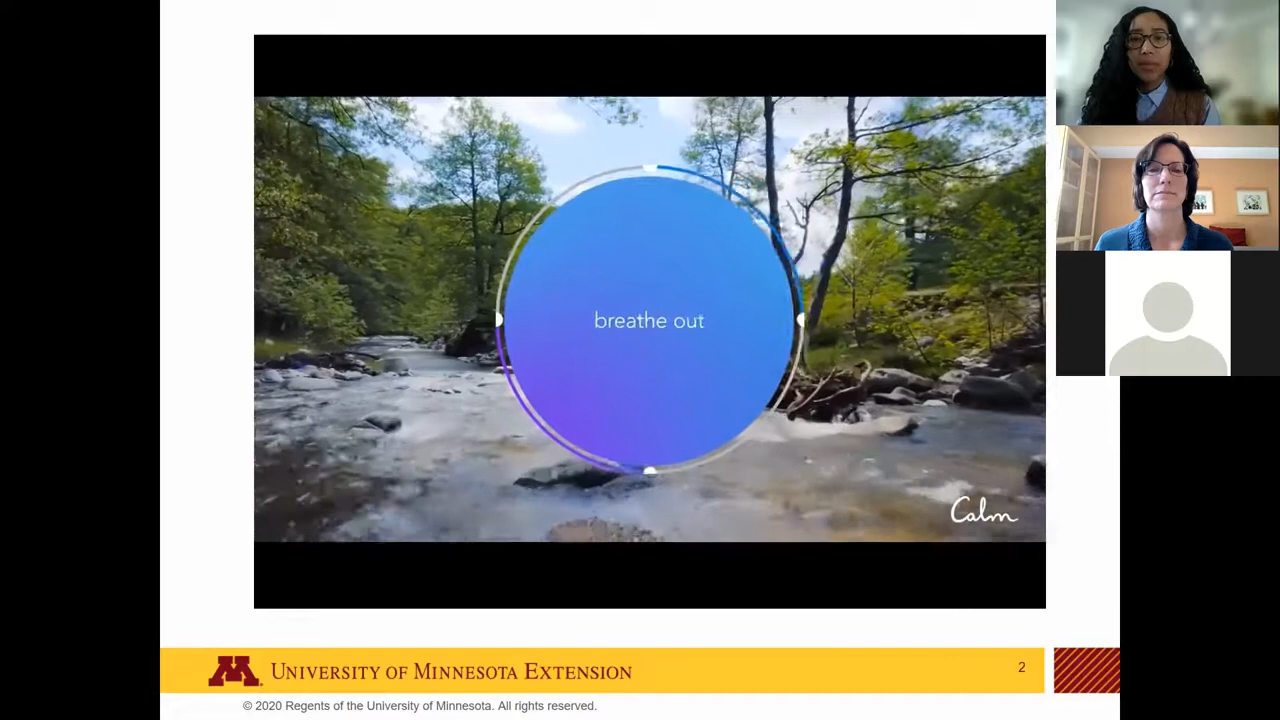 breathe out
Calm
M
UNIVERSITY OF MINNESOTA EXTENSION
2
© 2020 Regents of the University of Minnesota. All rights reserved.